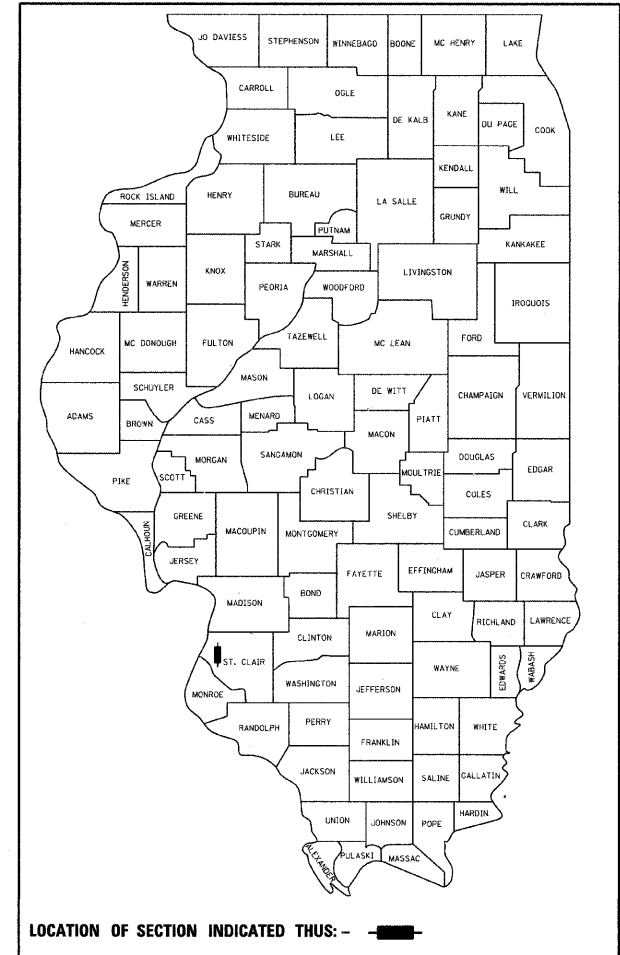 JO DAVIESS STEPHENSON WINNEBAGO BOONE MC HENRY LAKE
CARROLL OGLE DE KALB KANE DU PAGE COOK
WHITESIDE LEE KENDALL WILL
ROCK ISLAND HENRY BUREAU LA SALLE GRUNDY
MERCER STARK PUTNAM KANKAKEE
HENDERSON WARREN KNOX MARSHALL LIVINGSTON
PEORIA WOODFORD IROQUOIS
HANCOCK MC DONOUGH FULTON TAZEWELL MC LEAN FORD
SCHUYLER MASON LOGAN DE WITT CHAMPAIGN VERMILION
ADAMS BROWN CASS MENARD MACON PIATT
MORGAN SANGAMON MOULTRIE DOUGLAS EDGAR
PIKE SCOTT CHRISTIAN COLES
GREENE MACOUPIN MONTGOMERY SHELBY CUMBERLAND CLARK
CALHOUN JERSEY FAYETTE EFFINGHAM JASPER CRAWFORD
MADISON BOND CLAY RICHLAND LAWRENCE
CLINTON MARION WAYNE EDWARDS WABASH
ST. CLAIR WASHINGTON JEFFERSON
MONROE RANDOLPH PERRY HAMILTON WHITE
FRANKLIN
JACKSON WILLIAMSON SALINE GALLATIN
UNION JOHNSON POPE HARDIN
ALEXANDER PULASKI MASSAC
LOCATION OF SECTION INDICATED THUS: -